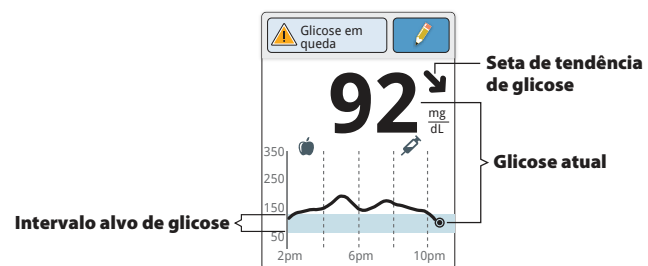 Glicose em
queda
Seta de tendência
de glicose
92
mg
dL
Glicose atual
350
250
150
50
Intervalo alvo de glicose
2pm
6pm
10pm